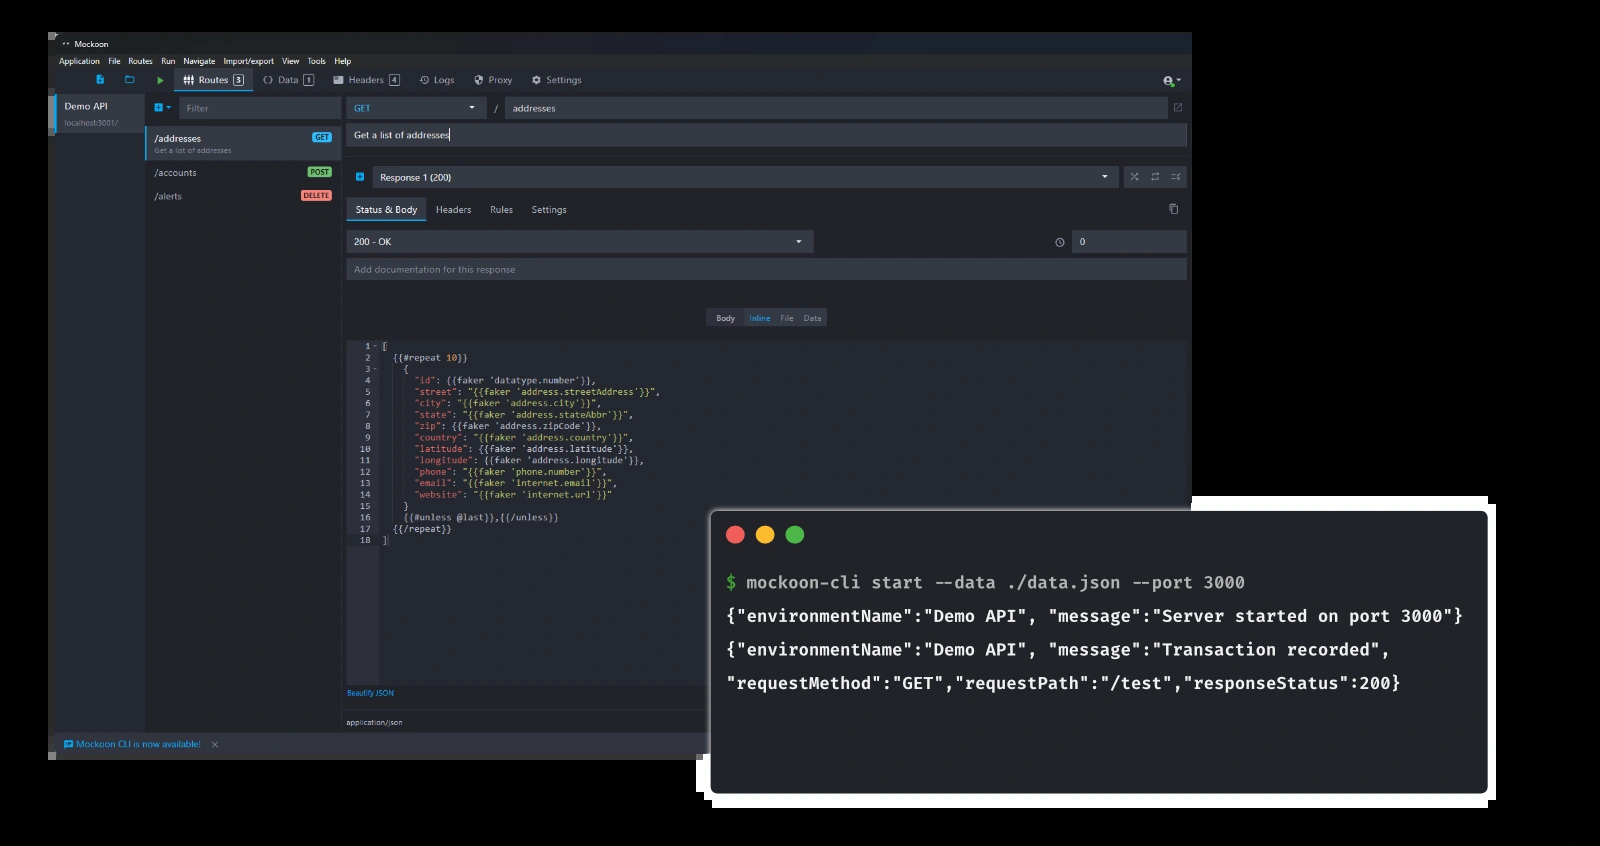 Mockoon
Application File Routes Run Navigate Import/export View Tools Help
Routes 3 Data 1 Headers 4 Logs Proxy Settings
Demo API
localhost:3001/
Filter
/addresses GET
Get a list of addresses
/accounts POST
/alerts DELETE
GET / addresses
Get a list of addresses
Response 1 (200)
Status & Body Headers Rules Settings
200 - OK 0
Add documentation for this response
Body Inline File Data
1 [
2 {{#repeat 10}}
3 {
4 "id": {{faker 'datatype.number'}},
5 "street": "{{faker 'address.streetAddress'}}",
6 "city": "{{faker 'address.city'}}",
7 "state": "{{faker 'address.stateAbbr'}}",
8 "zip": {{faker 'address.zipCode'}},
9 "country": "{{faker 'address.country'}}",
10 "latitude": {{faker 'address.latitude'}},
11 "longitude": {{faker 'address.longitude'}},
12 "phone": "{{faker 'phone.number'}}",
13 "email": "{{faker 'internet.email'}}",
14 "website": "{{faker 'internet.url'}}"
15 }
16 {{#unless @last}},{{/unless}}
17 {{/repeat}}
18 ]
Beautify JSON
application/json
Mockoon CLI is now available! ×
$ mockoon-cli start --data ./data.json --port 3000
{"environmentName":"Demo API", "message":"Server started on port 3000"}
{"environmentName":"Demo API", "message":"Transaction recorded",
"requestMethod":"GET","requestPath":"/test","responseStatus":200}